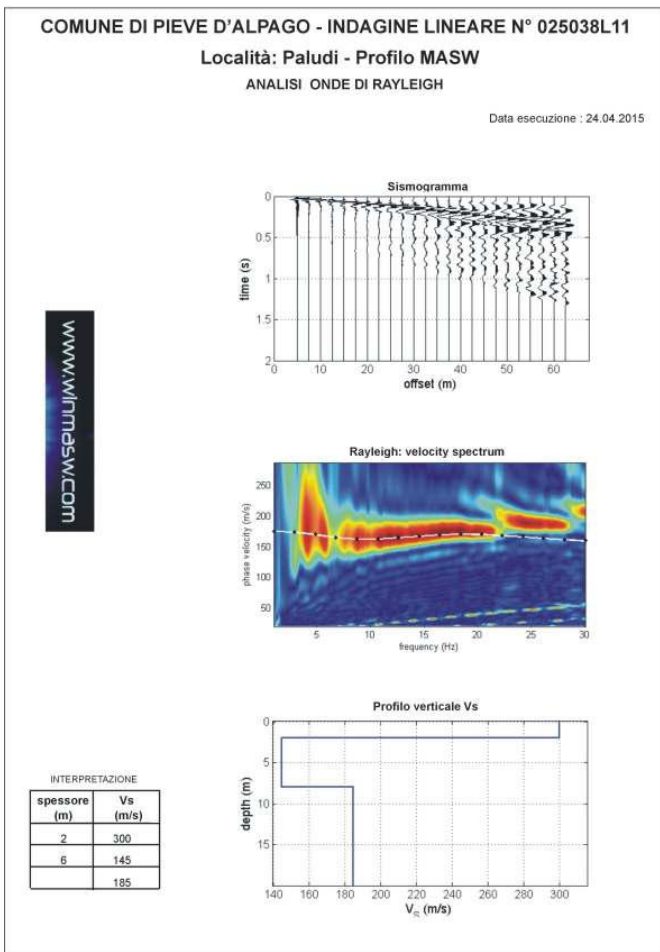 COMUNE DI PIEVE D'ALPAGO - INDAGINE LINEARE N° 025038L11
Località: Paludi - Profilo MASW
ANALISI ONDE DI RAYLEIGH
Data esecuzione : 24.04.2015
Sismogramma
time (s)
0
0.5
1
1.5
2
0 10 20 30 40 50 60
offset (m)
www.winmasw.com
Rayleigh: velocity spectrum
phase velocity (m/s)
250
200
150
100
50
5 10 15 20 25 30
frequency (Hz)
Profilo verticale Vs
depth (m)
0
5
10
15
140 160 180 200 220 240 260 280 300
(m/s)
INTERPRETAZIONE
spessore (m) Vs (m/s)
2 300
6 145
185